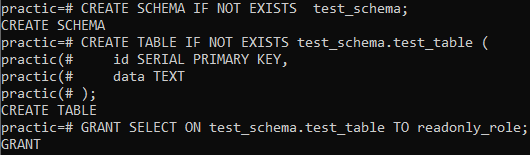 practic=# CREATE SCHEMA IF NOT EXISTS  test_schema;
CREATE SCHEMA
practic=# CREATE TABLE IF NOT EXISTS test_schema.test_table (
practic(#     id SERIAL PRIMARY KEY,
practic(#     data TEXT
practic(# );
CREATE TABLE
practic=# GRANT SELECT ON test_schema.test_table TO readonly_role;
GRANT